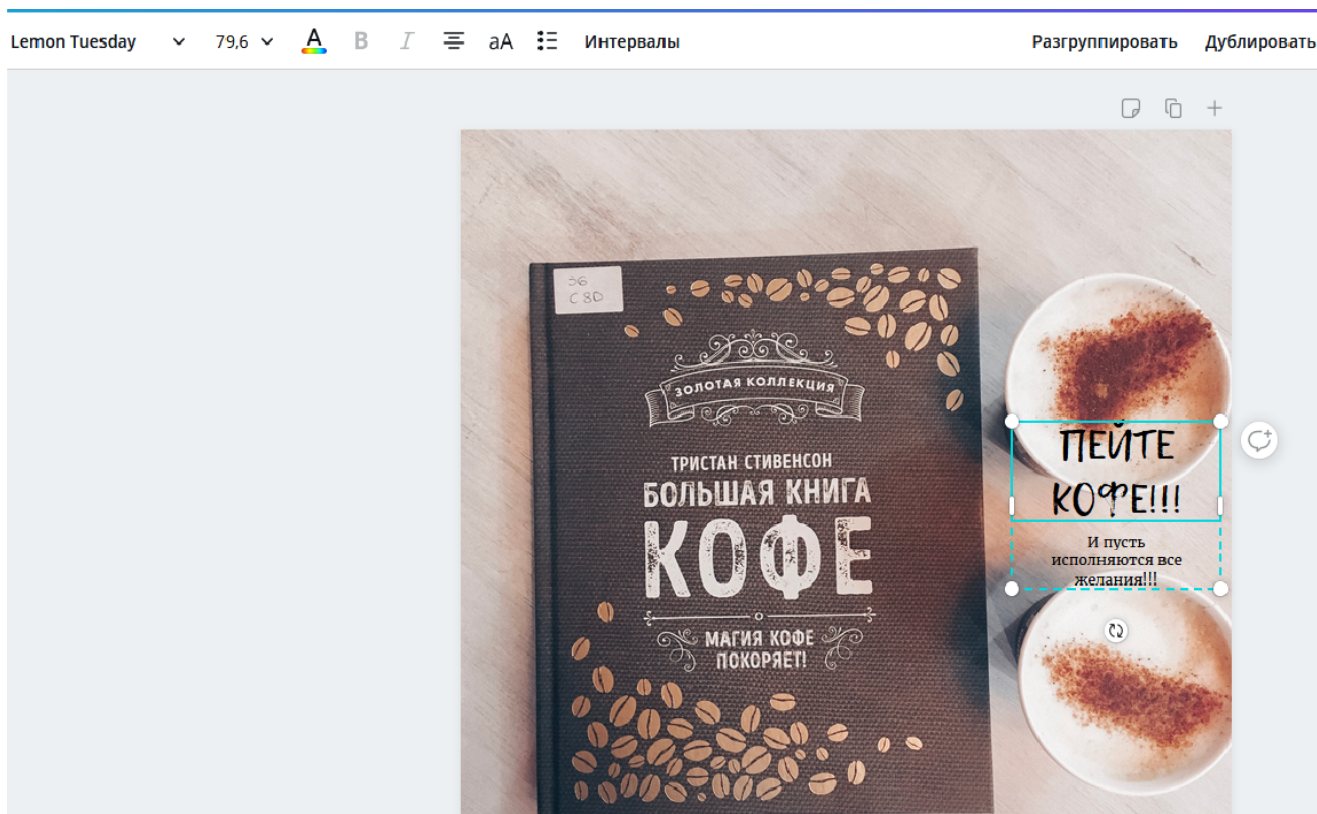 Lemon Tuesday 79,6 A B I aA Интервалы Разгруппировать Дублировать
36
С 8D
ЗОЛОТАЯ КОЛЛЕКЦИЯ
ТРИСТАН СТИВЕНСОН
БОЛЬШАЯ КНИГА
КОФЕ
МАГИЯ КОФЕ
ПОКОРЯЕТ!
ПЕЙТЕ
КОФЕ!!!
И пусть
исполняются все
желания!!!